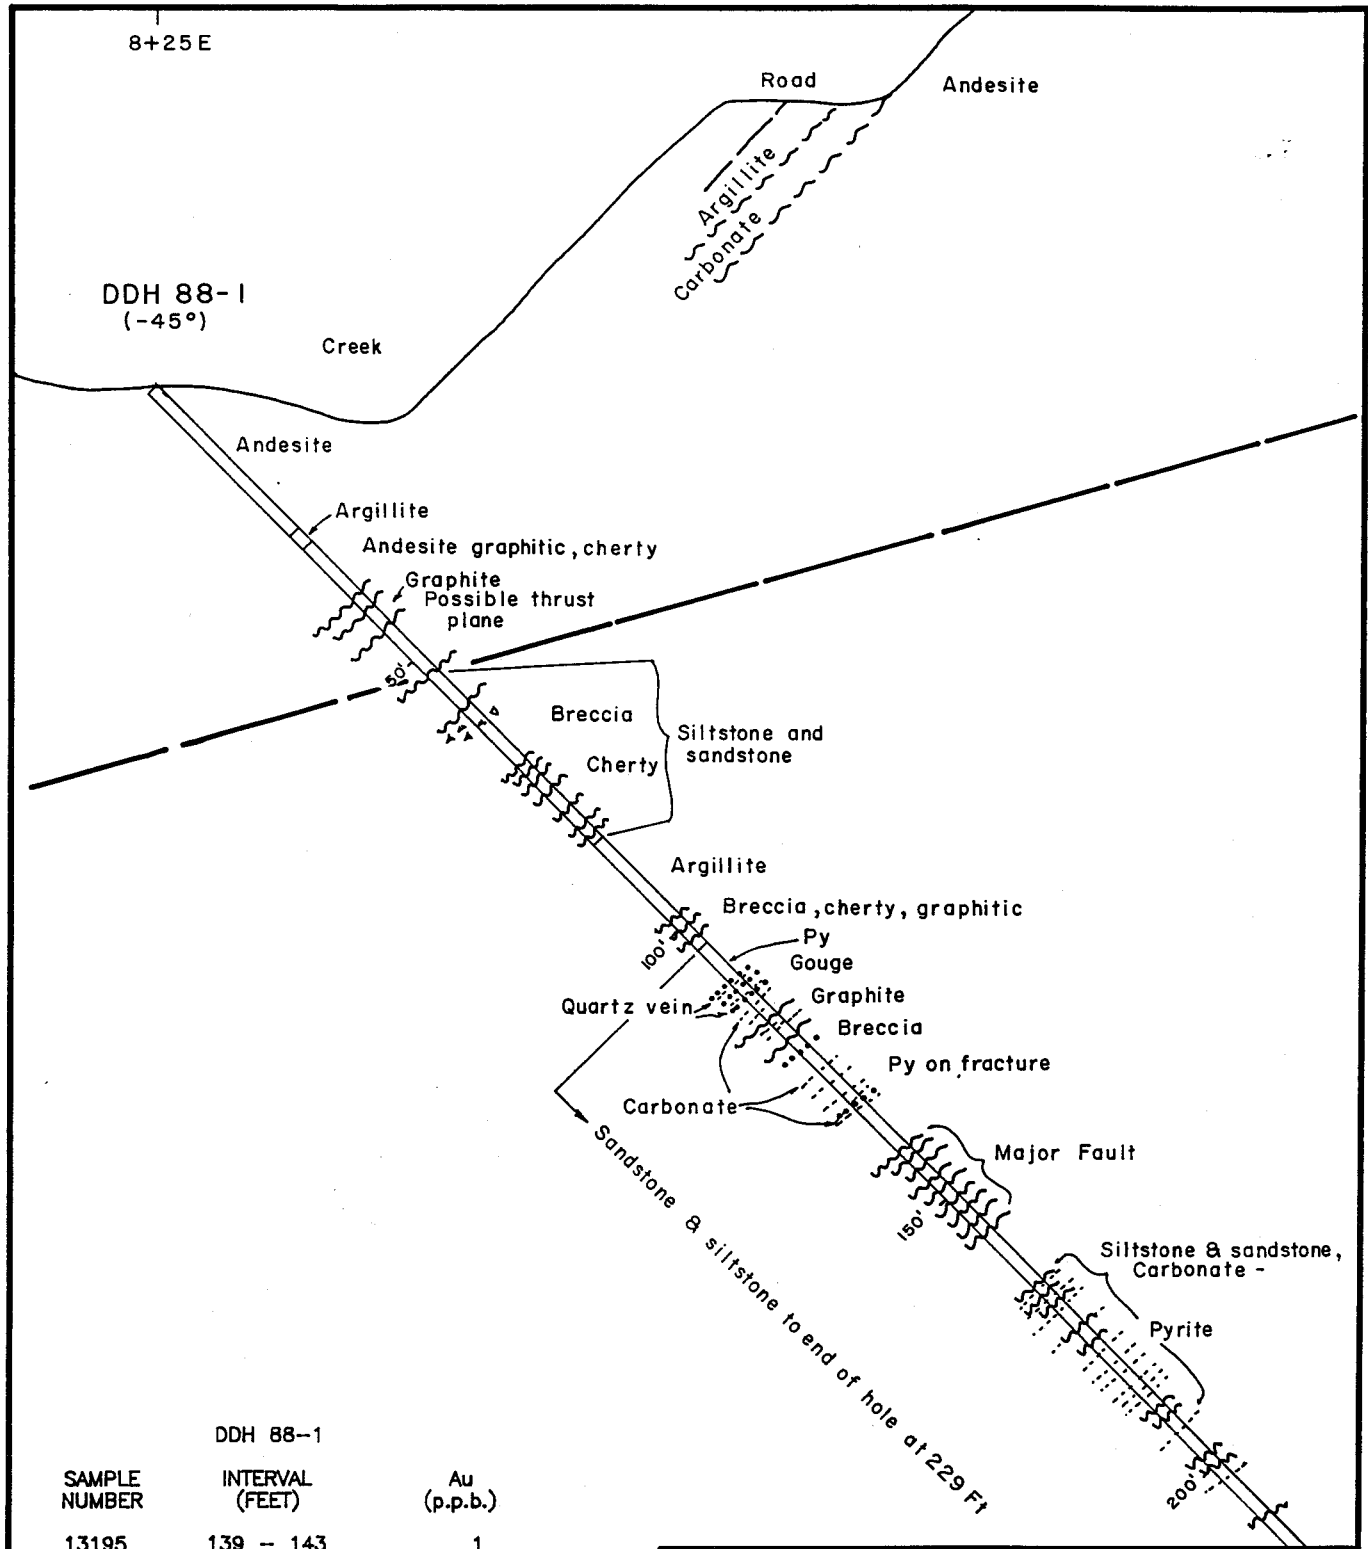 8+25E
Road
Andesite
Argillite
Carbonate
DDH 88-1
(-45°)
Creek
Andesite
Argillite
Andesite graphitic, cherty
Graphite
Possible thrust
plane
50'
Breccia
Siltstone and
sandstone
Cherty
Argillite
Breccia, cherty, graphitic
100'
Py
Gouge
Quartz vein
Graphite
Breccia
Py on fracture
Carbonate
Major Fault
150'
Sandstone & siltstone to end of hole at 229 Ft
Siltstone & sandstone,
Carbonate -
Pyrite
200'
DDH 88-1
SAMPLE INTERVAL Au
NUMBER (FEET) (p.p.b.)
13195 139 - 143 1